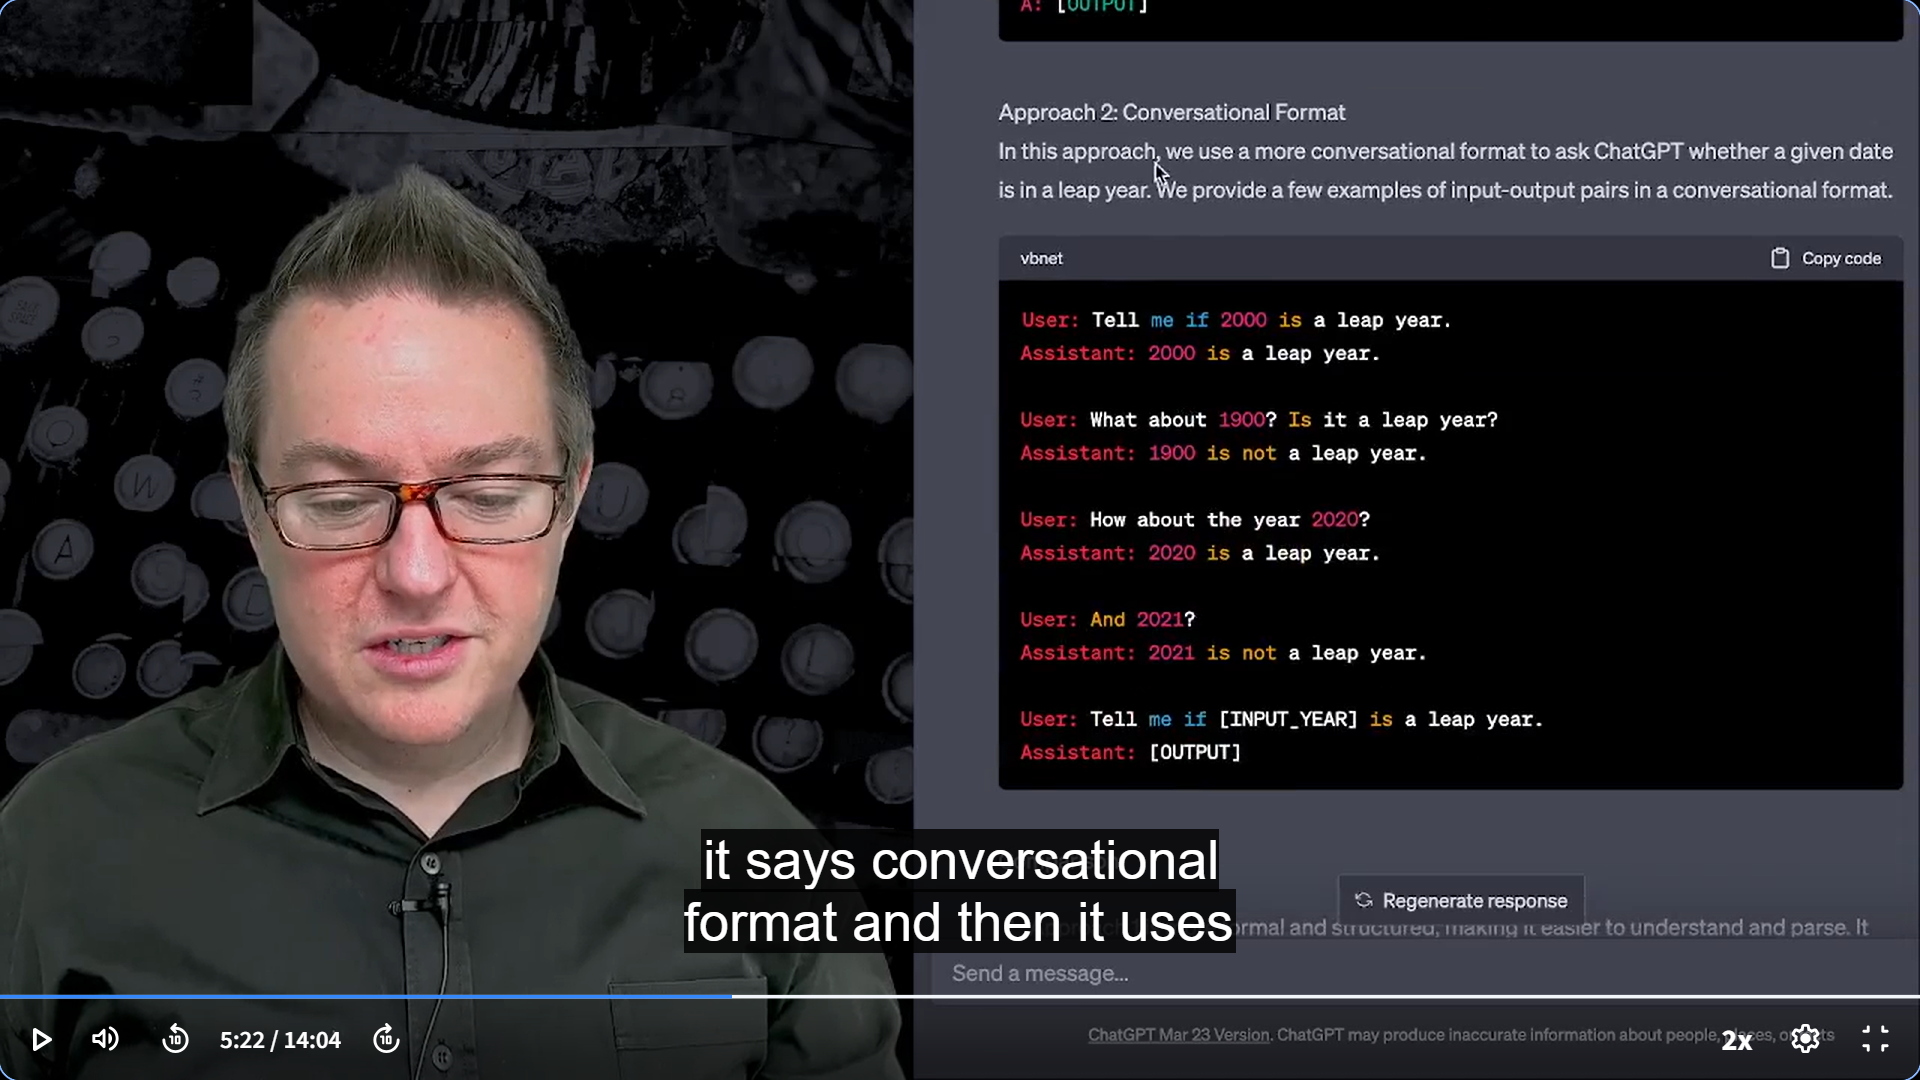 A: [OUTPUT]
Approach 2: Conversational Format
In this approach, we use a more conversational format to ask ChatGPT whether a given date
is in a leap year. We provide a few examples of input-output pairs in a conversational format.
vbnet
Copy code
User: Tell me if 2000 is a leap year.
Assistant: 2000 is a leap year.
User: What about 1900? Is it a leap year?
Assistant: 1900 is not a leap year.
User: How about the year 2020?
Assistant: 2020 is a leap year.
User: And 2021?
Assistant: 2021 is not a leap year.
User: Tell me if [INPUT_YEAR] is a leap year.
Assistant: [OUTPUT]
it says conversational
format and then it uses
Regenerate response
and structured, making it easier to understand and parse. It
Send a message...
5:22 / 14:04
ChatGPT Mar 23 Version. ChatGPT may produce inaccurate information about people,
2x
10
10
W
U
A